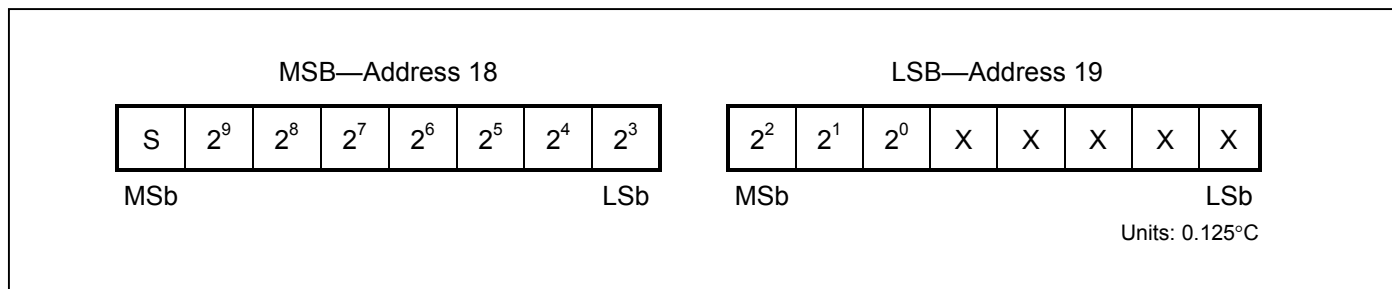 MSB—Address 18
LSB—Address 19
S 2⁹ 2⁸ 2⁷ 2⁶ 2⁵ 2⁴ 2³
2² 2¹ 2⁰ X X X X X
MSb LSb
MSb LSb
Units: 0.125°C